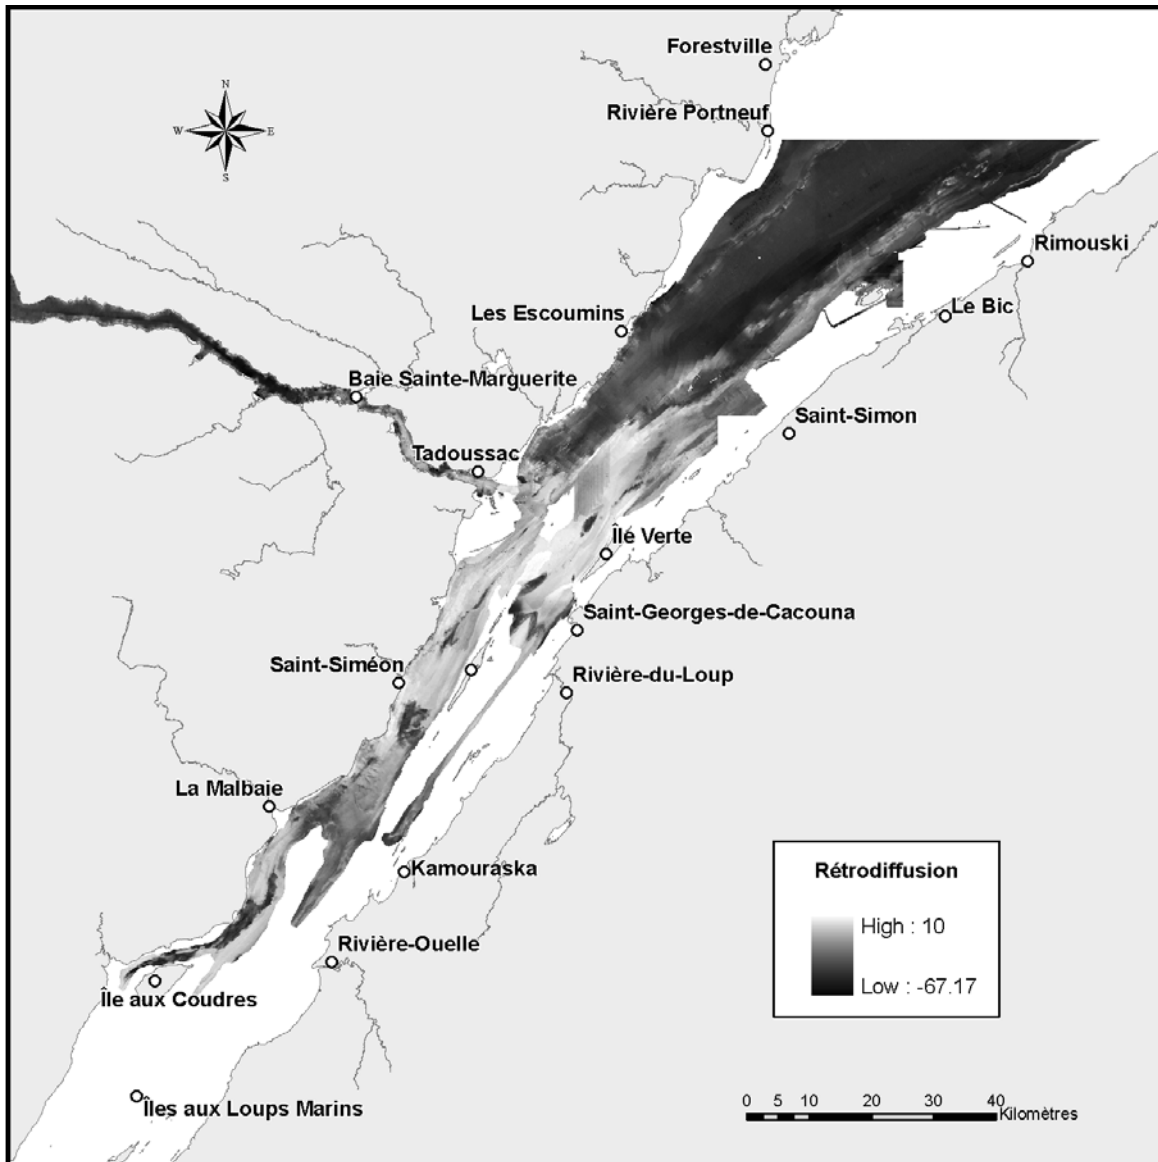 Forestville
Rivière Portneuf
N
W
E
S
Rimouski
Les Escoumins
Le Bic
Baie Sainte-Marguerite
Saint-Simon
Tadoussac
Île Verte
Saint-Georges-de-Cacouna
Saint-Siméon
Rivière-du-Loup
La Malbaie
Kamouraska
Rétrodiffusion
High : 10
Low : -67.17
Rivière-Ouelle
Île aux Coudres
Îles aux Loups Marins
0 5 10 20 30 40
Kilomètres